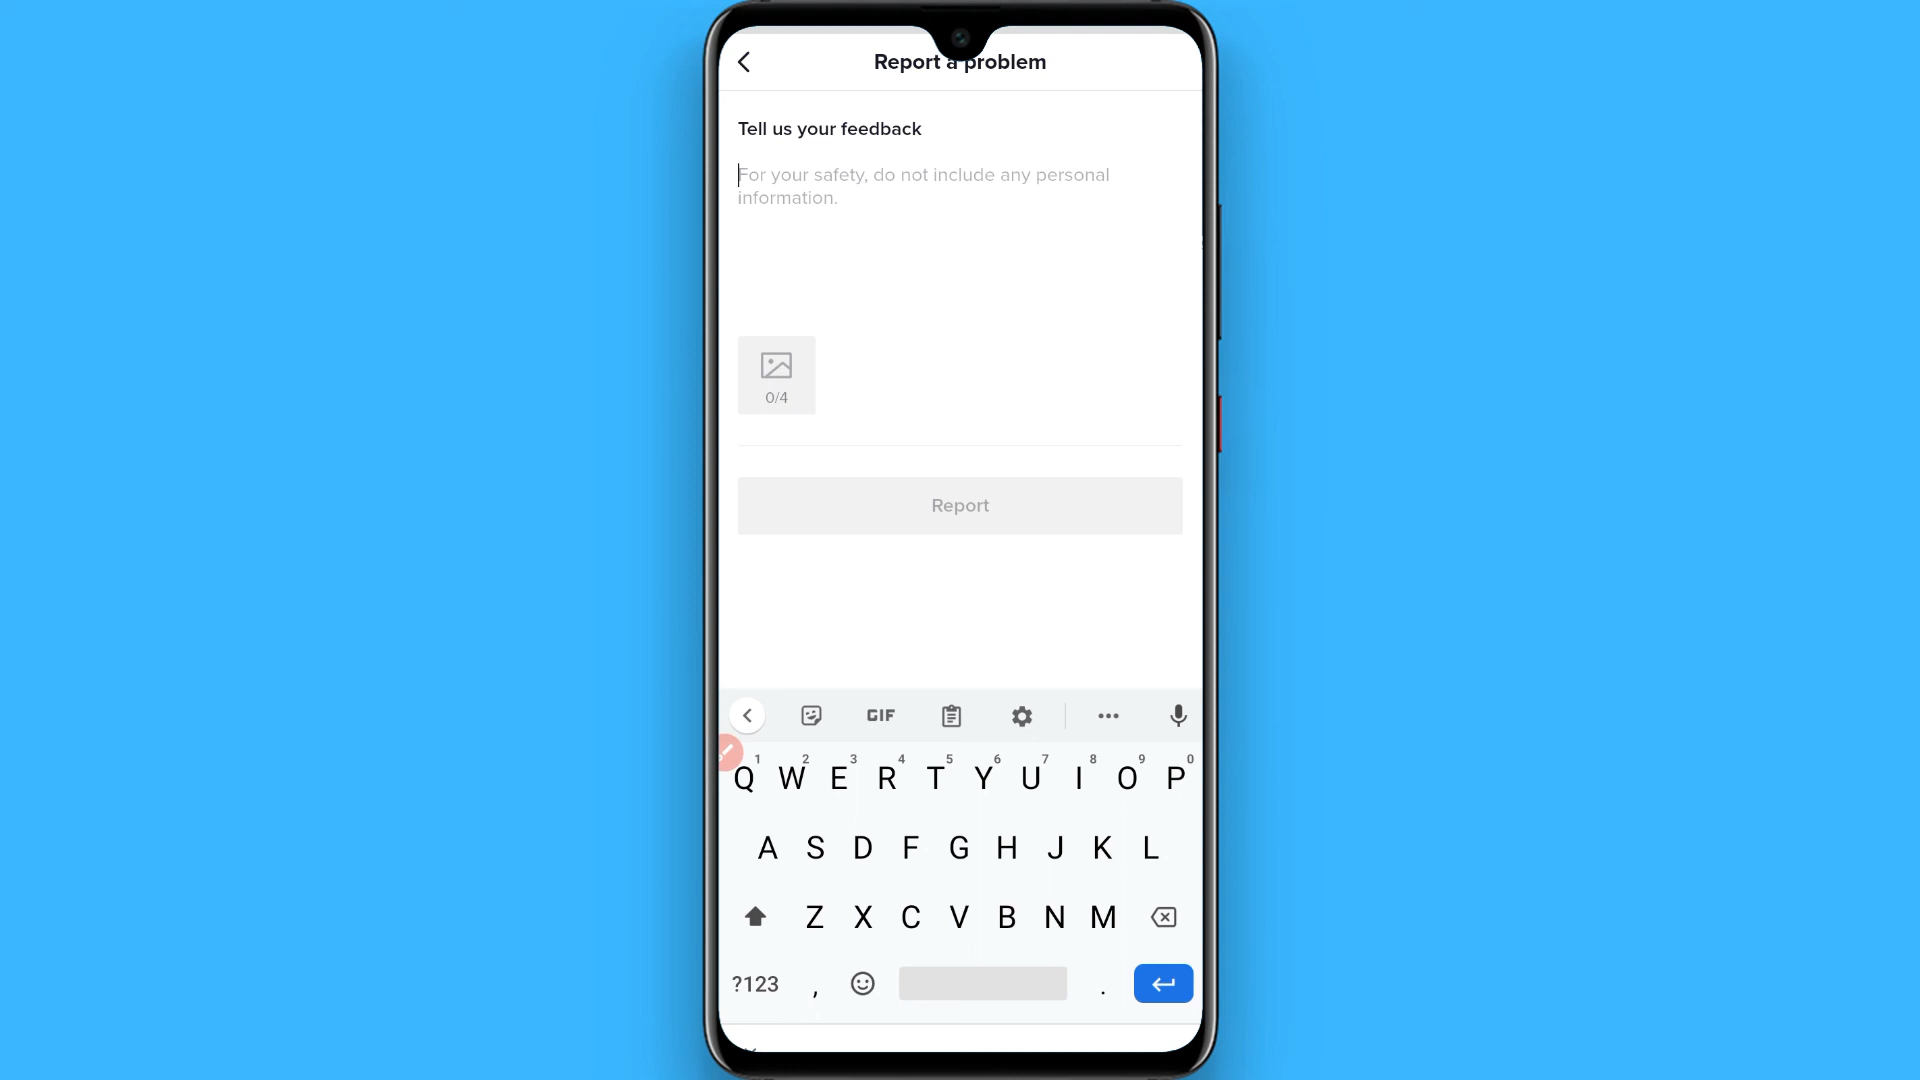 Report a problem
Tell us your feedback
For your safety, do not include any personal
information.
0/4
Report
GIF
1 2 3 4 5 6 7 8 9 0
Q W E R T Y U I O P
A S D F G H J K L
Z X C V B N M
?123 , .